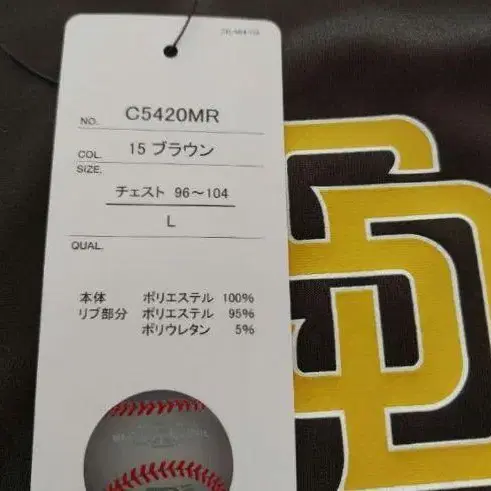 NO. C5420MR
COL. 15 ブラウン
SIZE.
チェスト 96～104
L
QUAL.
本体 ポリエステル 100%
リブ部分 ポリエステル 95%
ポリウレタン 5%
SD